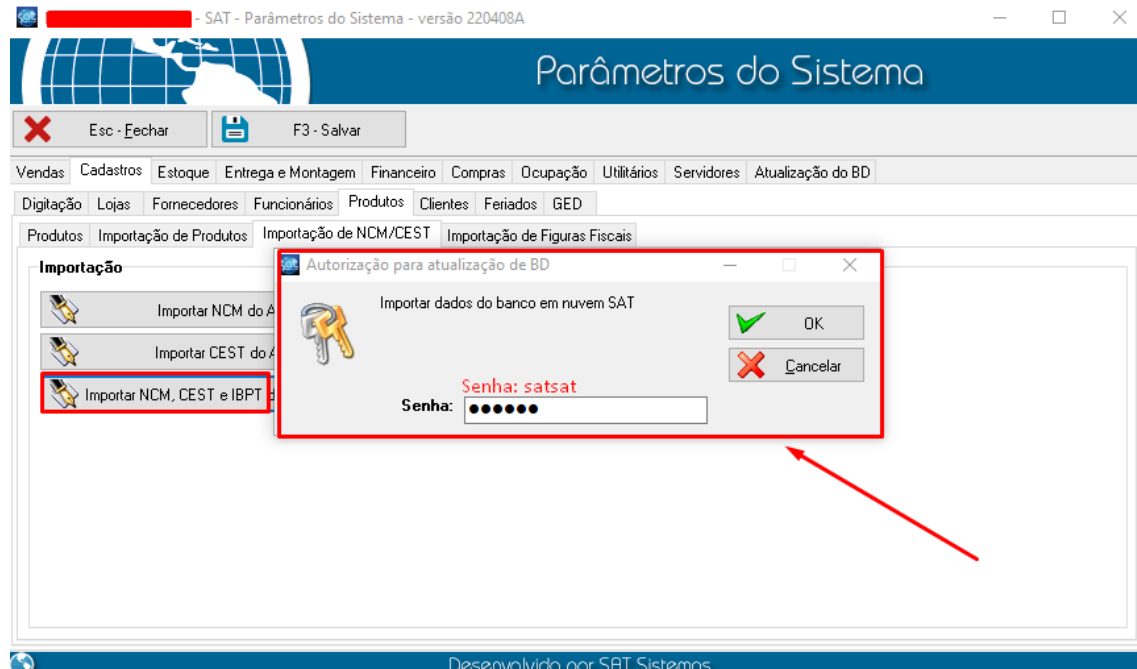 - SAT - Parâmetros do Sistema - versão 220408A
Parâmetros do Sistema
Esc - Fechar F3 - Salvar
Vendas Cadastros Estoque Entrega e Montagem Financeiro Compras Ocupação Utilitários Servidores Atualização do BD
Digitação Lojas Fornecedores Funcionários Produtos Clientes Feriados GED
Produtos Importação de Produtos Importação de NCM/CEST Importação de Figuras Fiscais
Importação
Importar NCM do A
Importar CEST do A
Importar NCM, CEST e IBPT d
sat Autorização para atualização de BD
Importar dados do banco em nuvem SAT
OK
Cancelar
Senha: satsat
Senha: ●●●●●●
Desenvolvido por SAT Sistemas